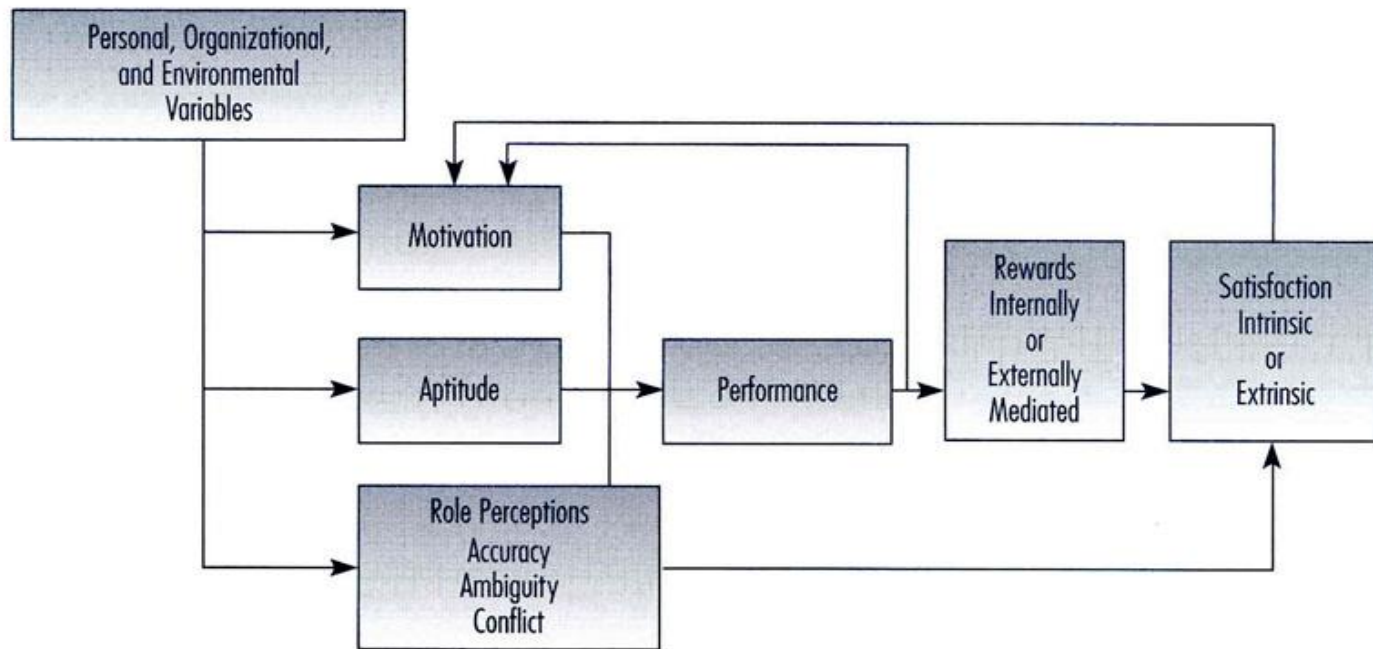 Personal, Organizational,
and Environmental
Variables
Motivation
Aptitude
Role Perceptions
Accuracy
Ambiguity
Conflict
Performance
Rewards
Internally
or
Externally
Mediated
Satisfaction
Intrinsic
or
Extrinsic